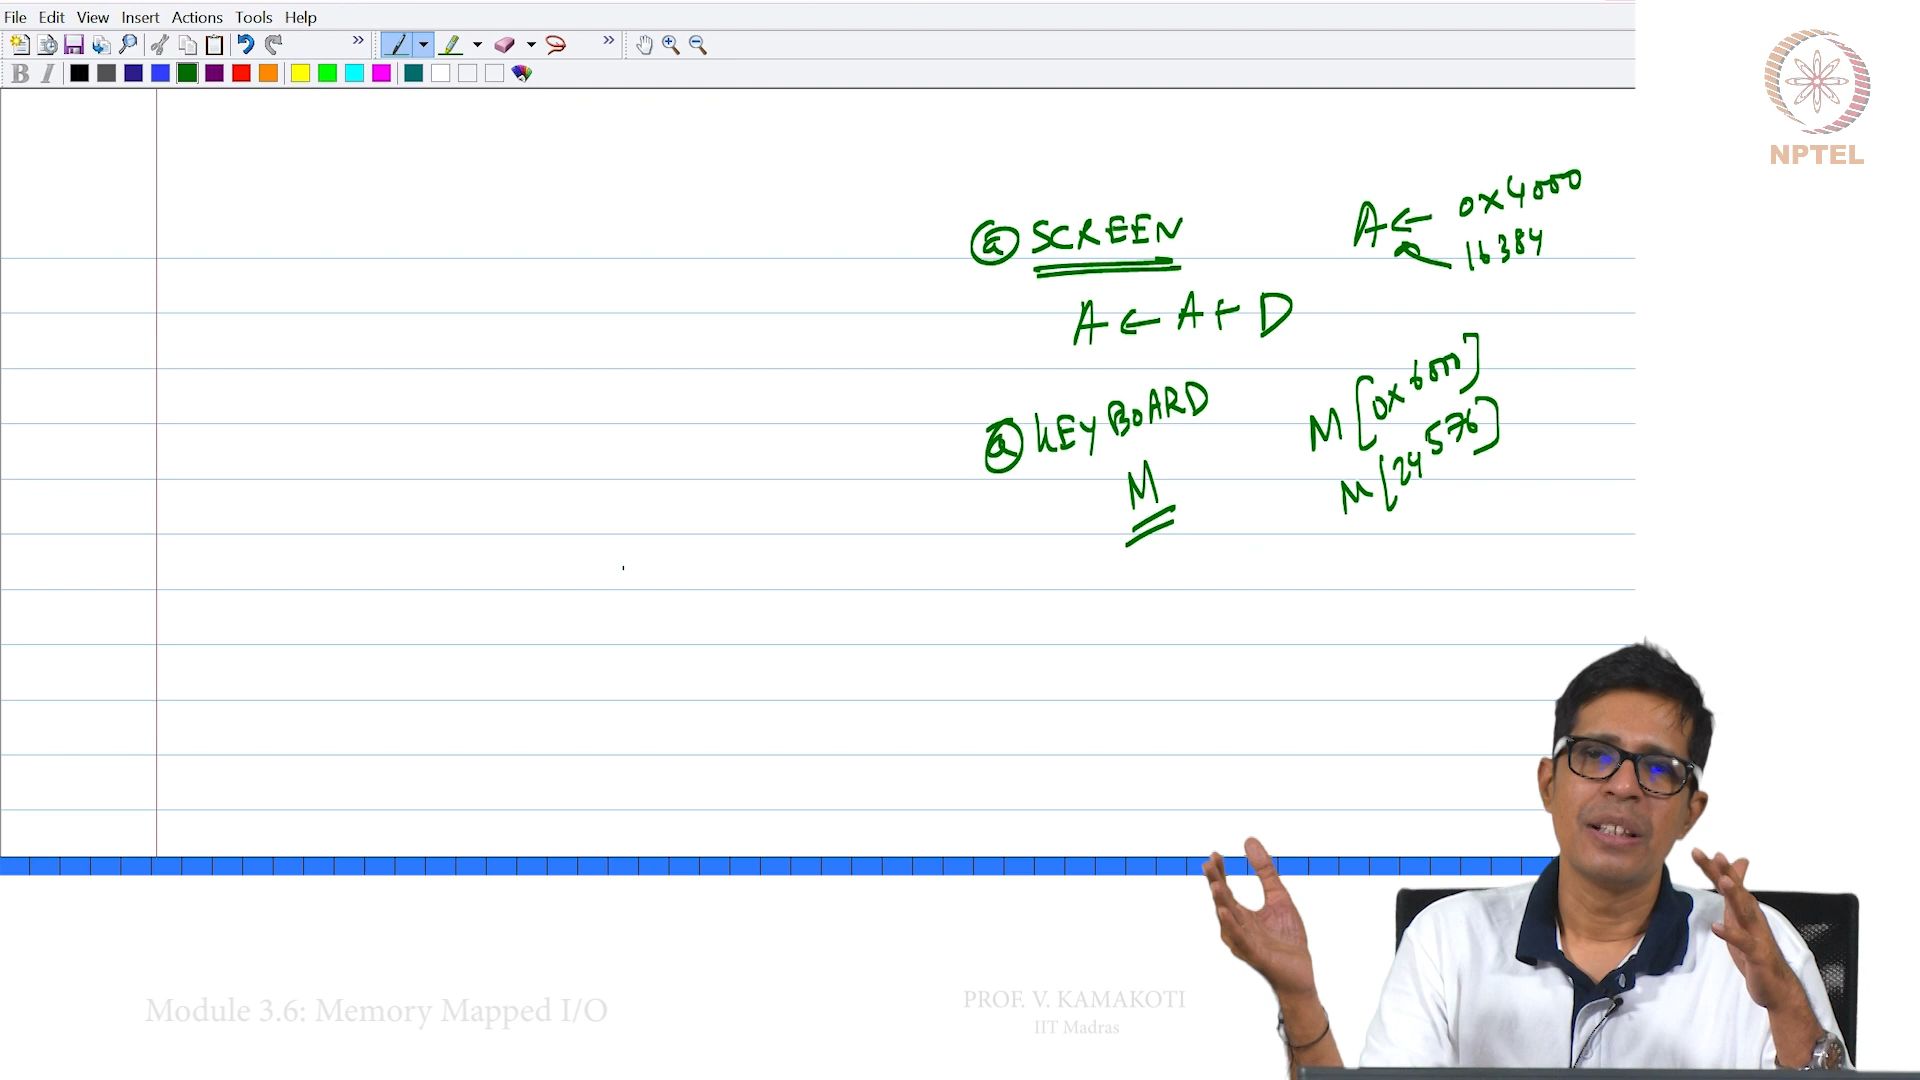 File Edit View Insert Actions Tools Help
B I
NPTEL
@ SCREEN A ← 0x4000
16384
A ← A + D
@ KEYBOARD M[0x6000]
M M[24576]
Module 3.6: Memory Mapped I/O
PROF. V. KAMAKOTI
IIT Madras